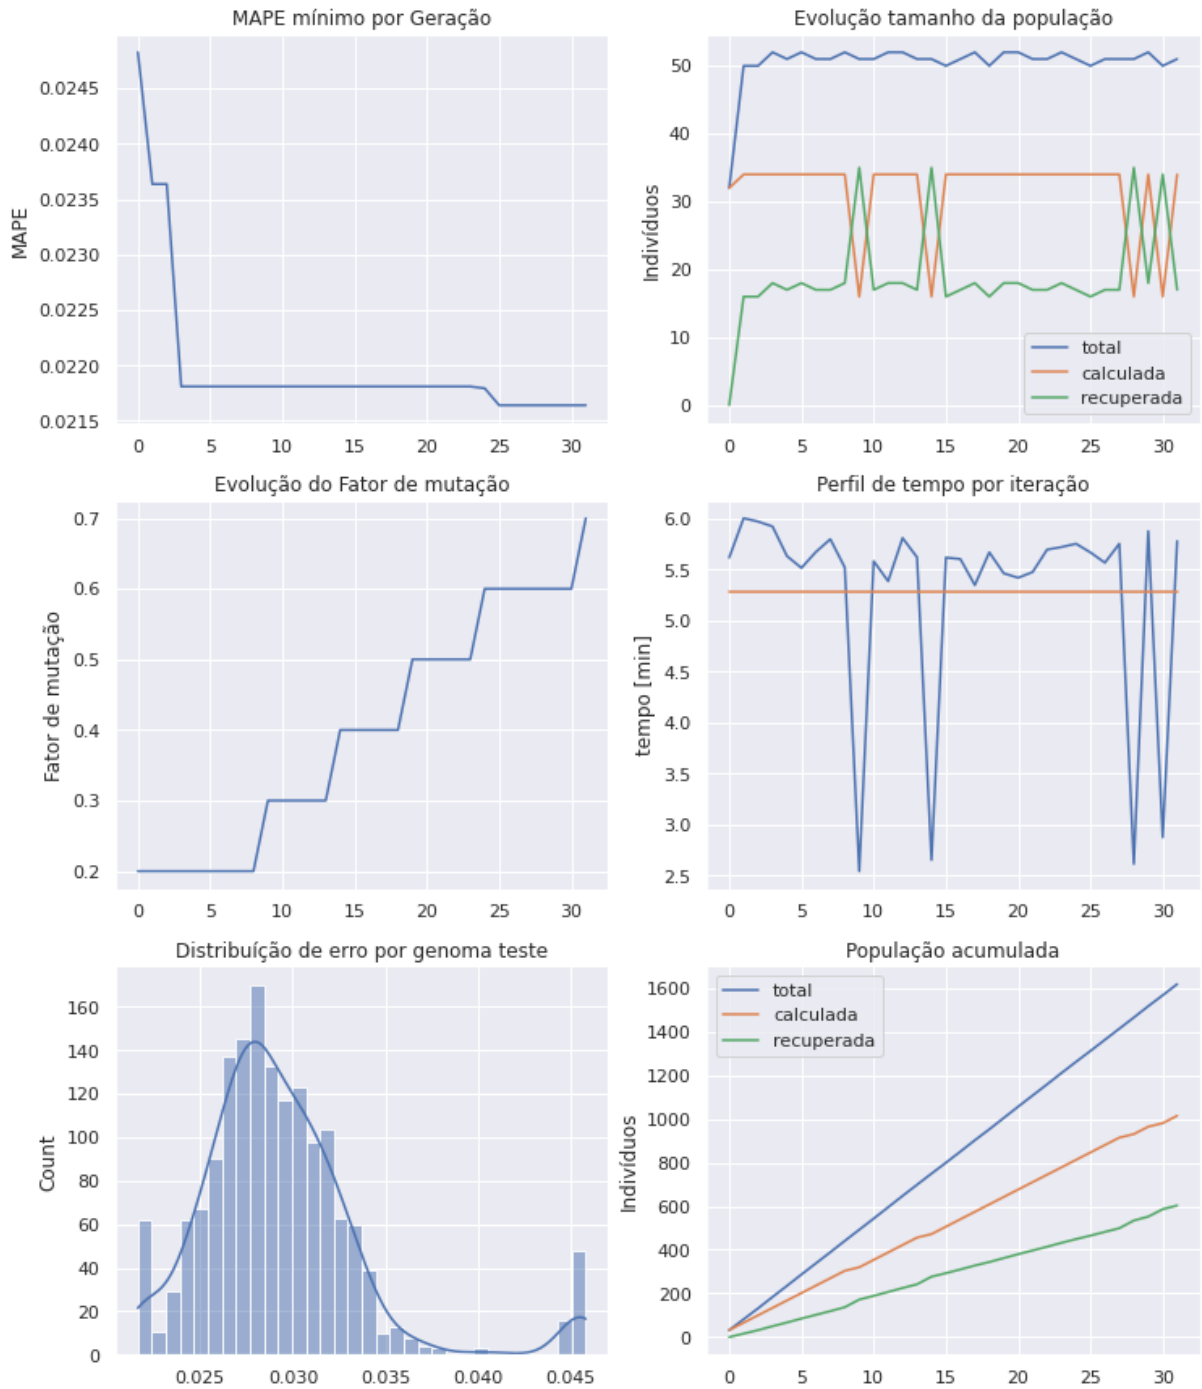 MAPE mínimo por Geração
MAPE
0.0245
0.0240
0.0235
0.0230
0.0225
0.0220
0.0215
0 5 10 15 20 25 30
Evolução tamanho da população
Indivíduos
50
40
30
20
10
0
total
calculada
recuperada
0 5 10 15 20 25 30
Evolução do Fator de mutação
Fator de mutação
0.7
0.6
0.5
0.4
0.3
0.2
0 5 10 15 20 25 30
Perfil de tempo por iteração
tempo [min]
6.0
5.5
5.0
4.5
4.0
3.5
3.0
2.5
0 5 10 15 20 25 30
Distribuíção de erro por genoma teste
Count
160
140
120
100
80
60
40
20
0
0.025 0.030 0.035 0.040 0.045
População acumulada
Indivíduos
1600
1400
1200
1000
800
600
400
200
0
total
calculada
recuperada
0 5 10 15 20 25 30